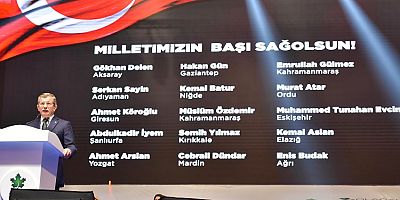 MİLLETİMİZİN BAŞI SAĞOLSUN!
Gökhan Delen
Aksaray
Hakan Gün
Gaziantep
Emrullah Gülmez
Kahramanmaraş
Serkan Sayin
Adıyaman
Kemal Batur
Niğde
Murat Atar
Ordu
Ahmet Köroğlu
Giresun
Müslüm Özdemir
Kahramanmaraş
Muhammed Tunahan Evcin
Eskişehir
Abdulkadir İyem
Şanlıurfa
Semih Yılmaz
Kırıkkale
Kemal Aslan
Elazığ
Ahmet Arslan
Yozgat
Cebrail Dündar
Mardin
Enis Budak
Ağrı